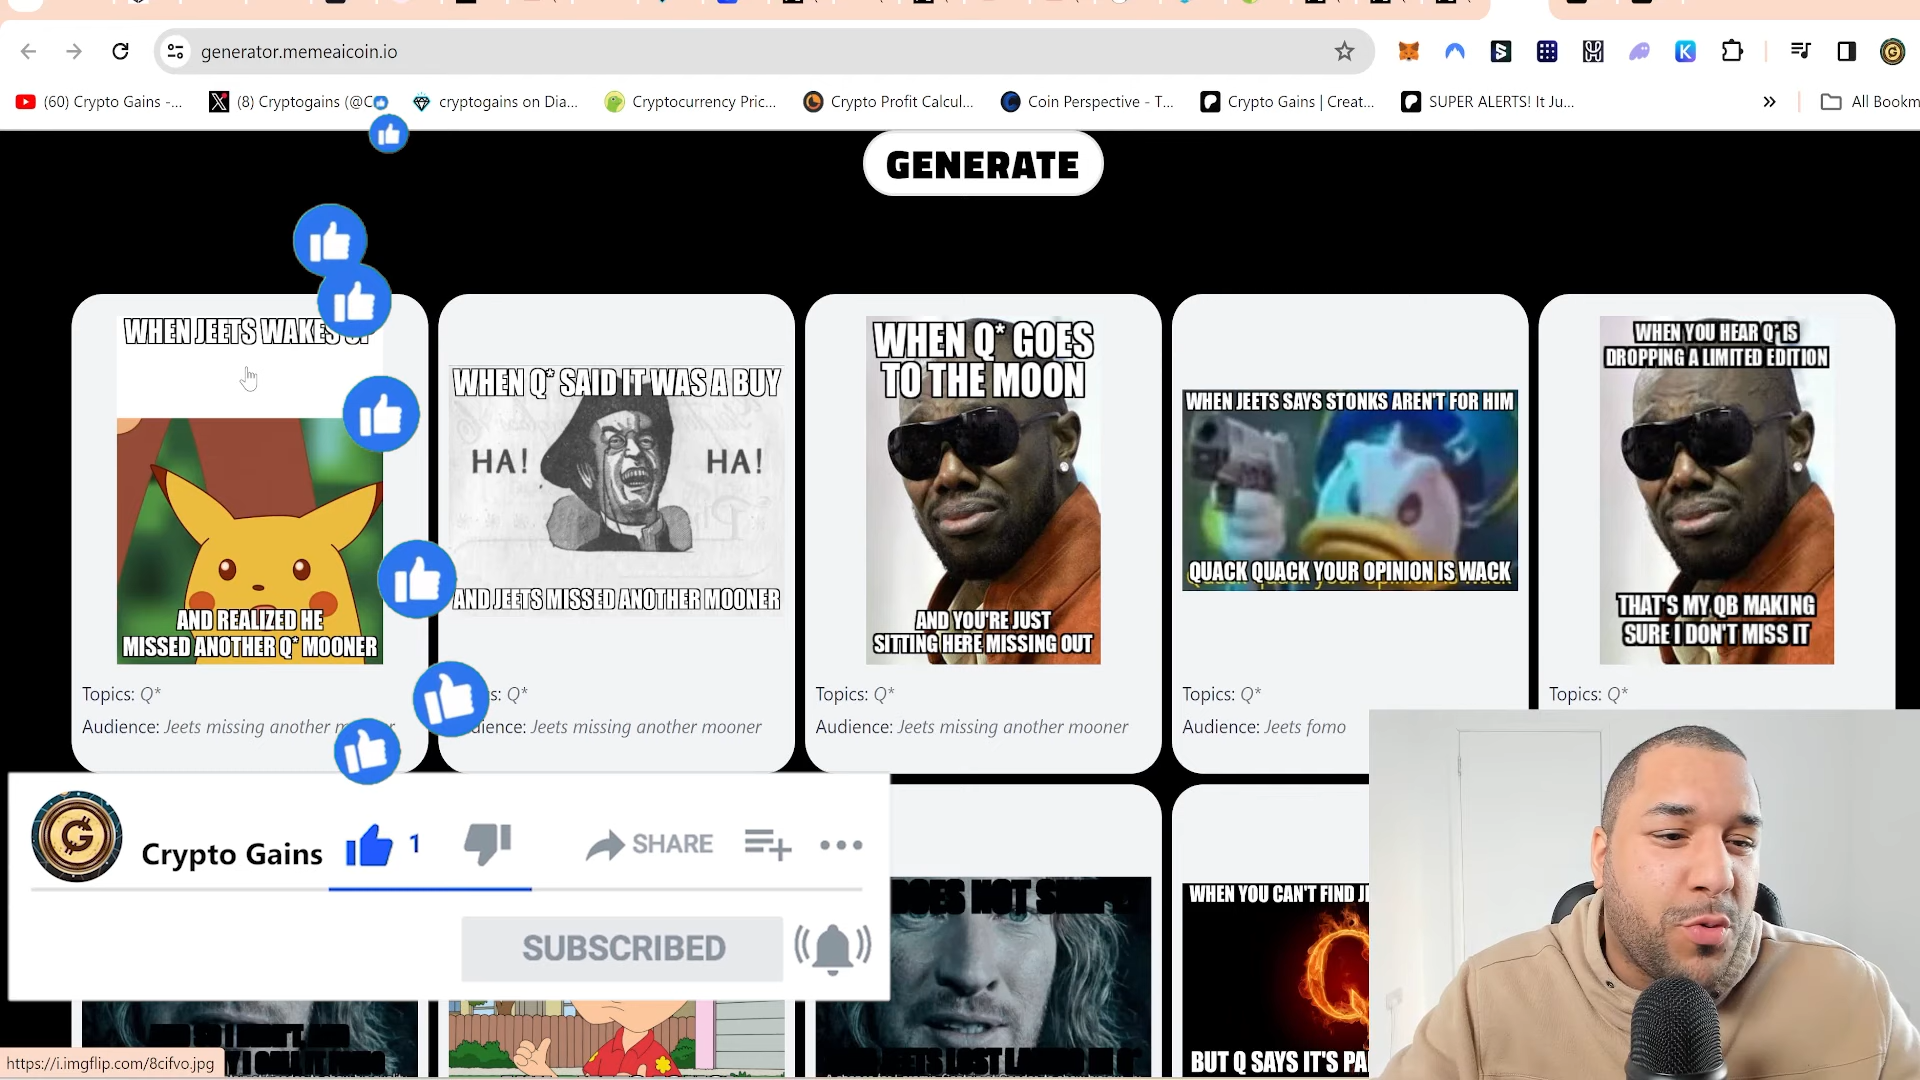 generator.memeaicoin.io
(60) Crypto Gains -...
(8) Cryptogains (@C
cryptogains on Dia...
Cryptocurrency Pric...
Crypto Profit Calcul...
Coin Perspective - T...
Crypto Gains | Creat...
SUPER ALERTS! It Ju...
All Bookm
GENERATE
WHEN JEETS WAKES
AND REALIZED HE
MISSED ANOTHER Q* MOONER
Topics: Q*
Audience: Jeets missing another
WHEN Q* SAID IT WAS A BUY
HA! HA!
AND JEETS MISSED ANOTHER MOONER
s: Q*
dience: Jeets missing another mooner
WHEN Q* GOES
TO THE MOON
AND YOU'RE JUST
SITTING HERE MISSING OUT
Topics: Q*
Audience: Jeets missing another mooner
WHEN JEETS SAYS STONKS AREN'T FOR HIM
QUACK QUACK YOUR OPINION IS WACK
Topics: Q*
Audience: Jeets fomo
WHEN YOU HEAR Q* IS
DROPPING A LIMITED EDITION
THAT'S MY QB MAKING
SURE I DON'T MISS IT
Topics: Q*
Crypto Gains
1
SHARE
SUBSCRIBED
DOES NOT
WHEN YOU CAN'T FIND
BUT Q SAYS IT'S
https://i.imgflip.com/8cifvo.jpg